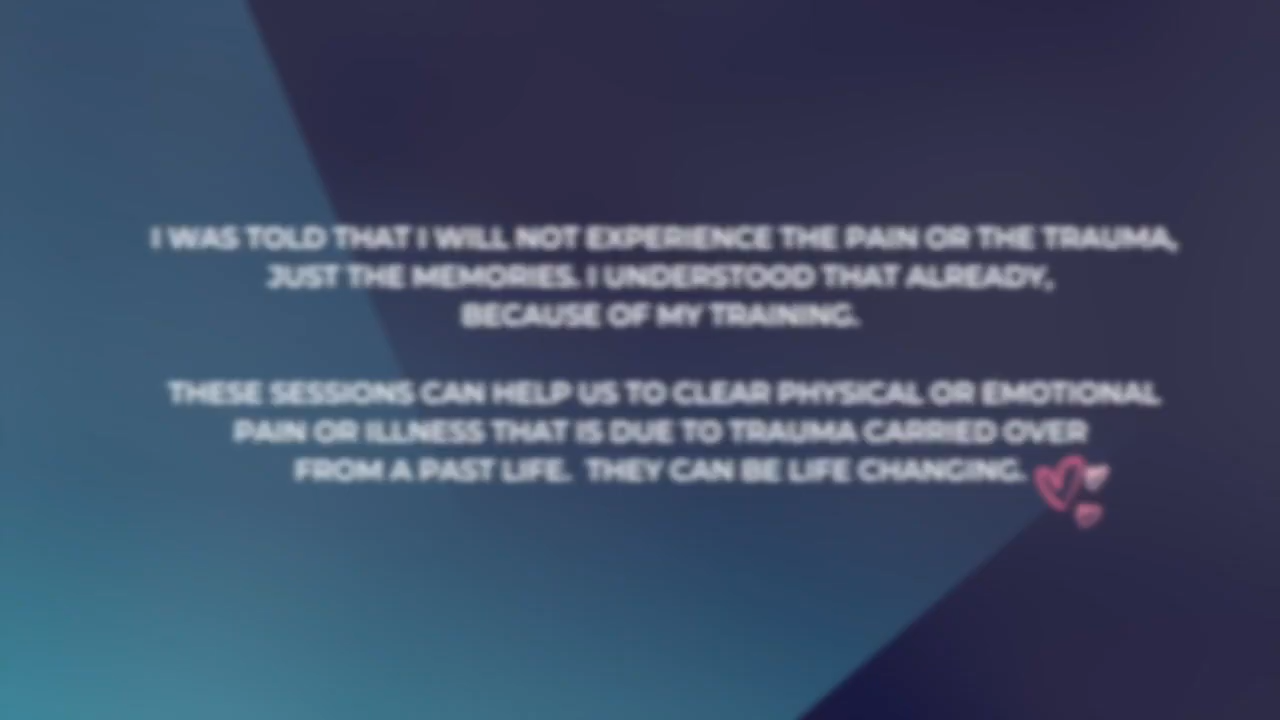 I WAS TOLD THAT I WILL NOT EXPERIENCE THE PAIN OR THE TRAUMA,
JUST THE MEMORIES. I UNDERSTOOD THAT ALREADY,
BECAUSE OF MY TRAINING.
THESE SESSIONS CAN HELP US TO CLEAR PHYSICAL OR EMOTIONAL
PAIN OR ILLNESS THAT IS DUE TO TRAUMA CARRIED OVER
FROM A PAST LIFE. THEY CAN BE LIFE CHANGING.